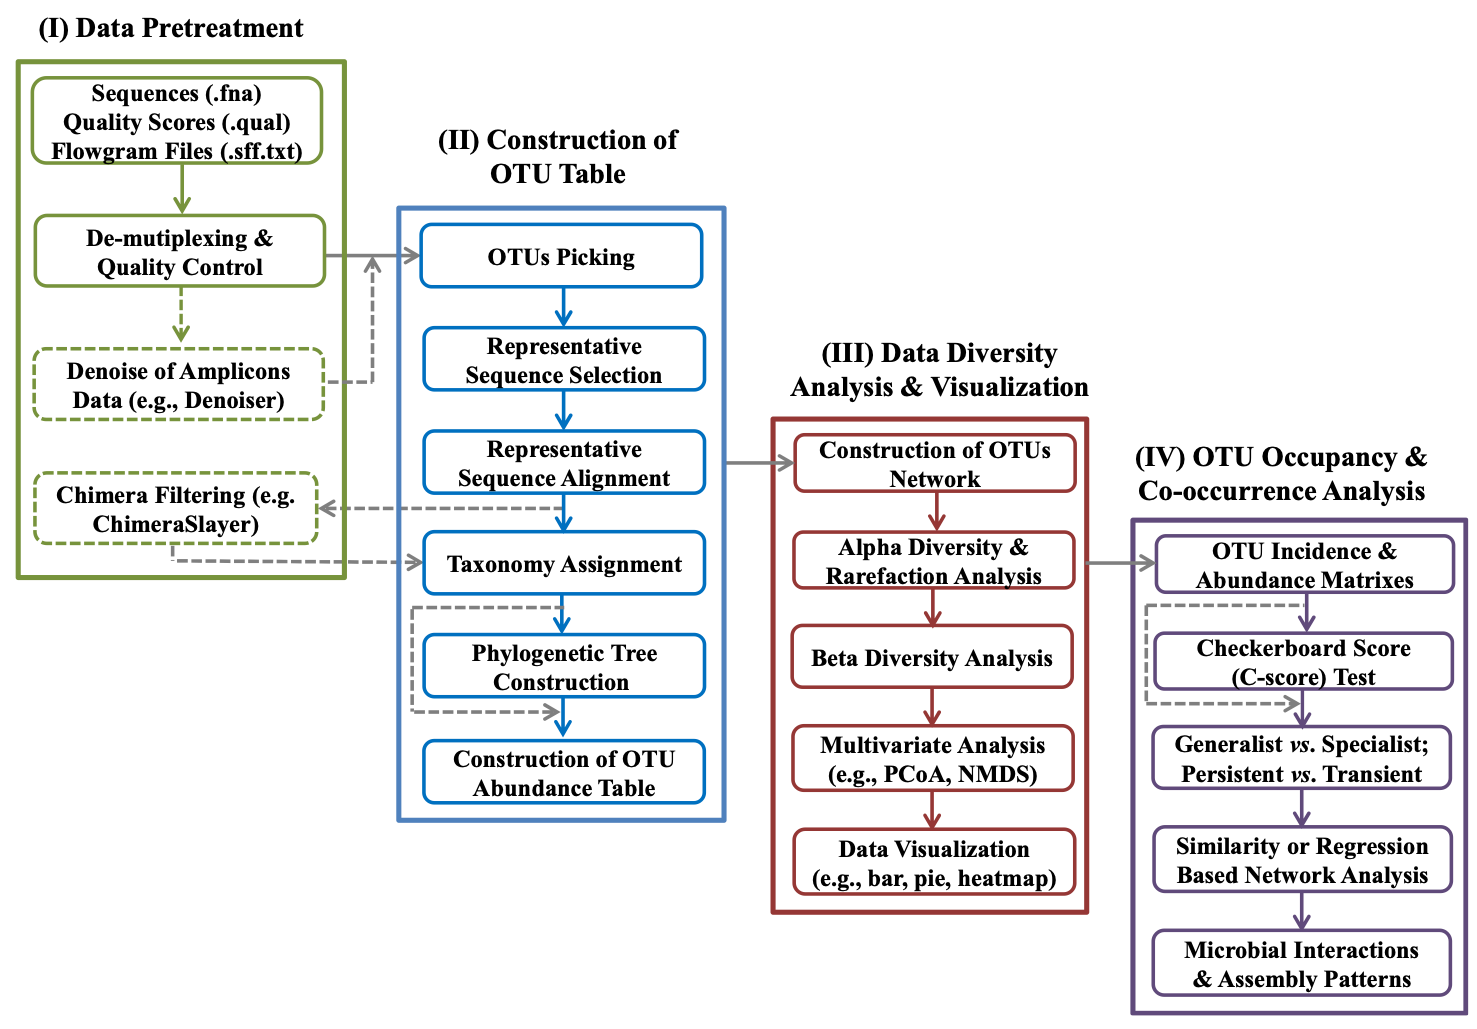 (I) Data Pretreatment
Sequences (.fna)
Quality Scores (.qual)
Flowgram Files (.sff.txt)
De-mutiplexing &
Quality Control
Denoise of Amplicons
Data (e.g., Denoiser)
Chimera Filtering (e.g.
ChimeraSlayer)
(II) Construction of
OTU Table
OTUs Picking
Representative
Sequence Selection
Representative
Sequence Alignment
Taxonomy Assignment
Phylogenetic Tree
Construction
Construction of OTU
Abundance Table
(III) Data Diversity
Analysis & Visualization
Construction of OTUs
Network
Alpha Diversity &
Rarefaction Analysis
Beta Diversity Analysis
Multivariate Analysis
(e.g., PCoA, NMDS)
Data Visualization
(e.g., bar, pie, heatmap)
(IV) OTU Occupancy &
Co-occurrence Analysis
OTU Incidence &
Abundance Matrixes
Checkerboard Score
(C-score) Test
Generalist vs. Specialist;
Persistent vs. Transient
Similarity or Regression
Based Network Analysis
Microbial Interactions
& Assembly Patterns